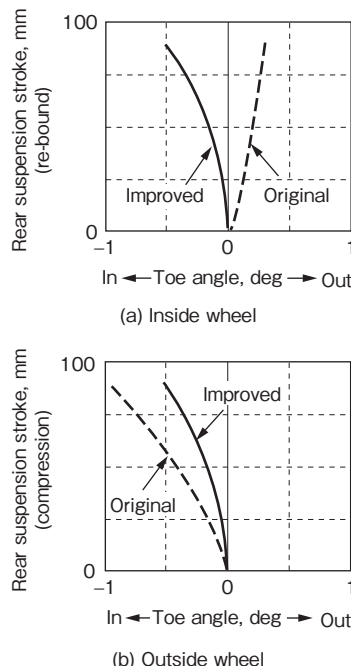 Rear suspension stroke, mm
(re-bound)
100
0
Improved
Original
−1
0
1
In Toe angle, deg Out
(a) Inside wheel
Rear suspension stroke, mm
(compression)
100
0
Improved
Original
−1
0
1
In Toe angle, deg Out
(b) Outside wheel